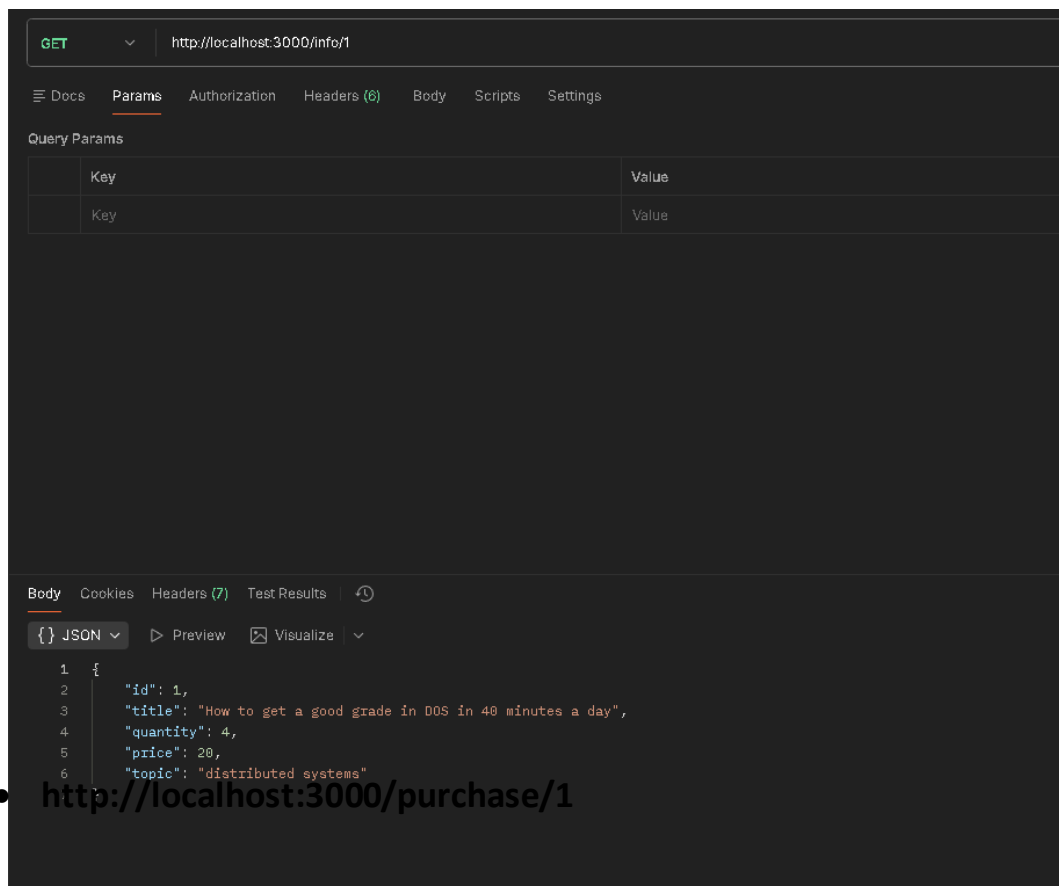 GET http://localhost:3000/info/1
Docs Params Authorization Headers (6) Body Scripts Settings
Query Params
Key Value
Key Value
Body Cookies Headers (7) Test Results
{} JSON Preview Visualize
1 {
2 "id": 1,
3 "title": "How to get a good grade in DOS in 40 minutes a day",
4 "quantity": 4,
5 "price": 20,
6 "topic": "distributed systems"
}
• http://localhost:3000/purchase/1